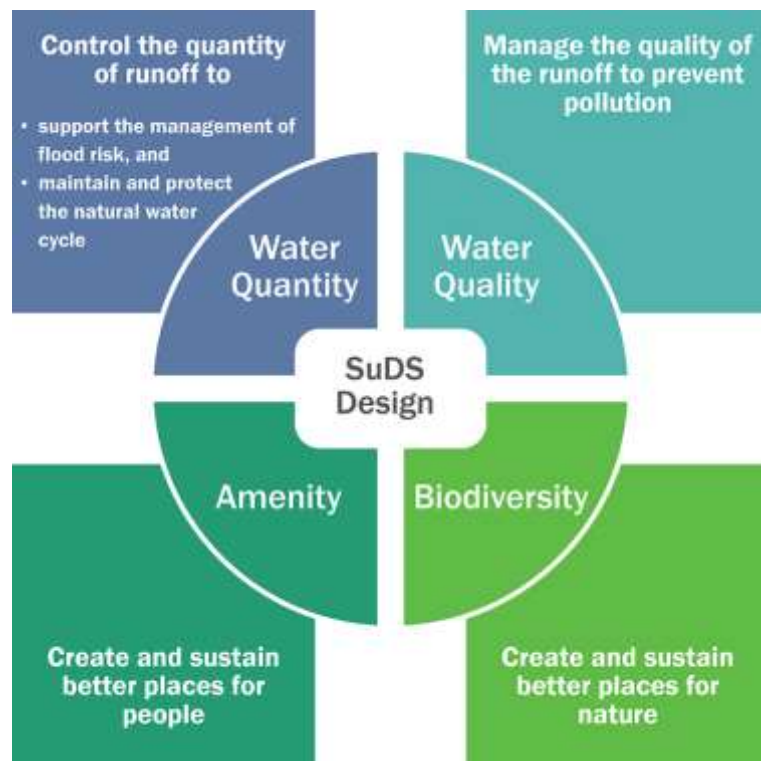 Control the quantity
of runoff to
• support the management of
flood risk, and
• maintain and protect
the natural water
cycle
Water
Quantity
Manage the quality of
the runoff to prevent
pollution
Water
Quality
SuDS
Design
Amenity
Create and sustain
better places for
people
Biodiversity
Create and sustain
better places for
nature